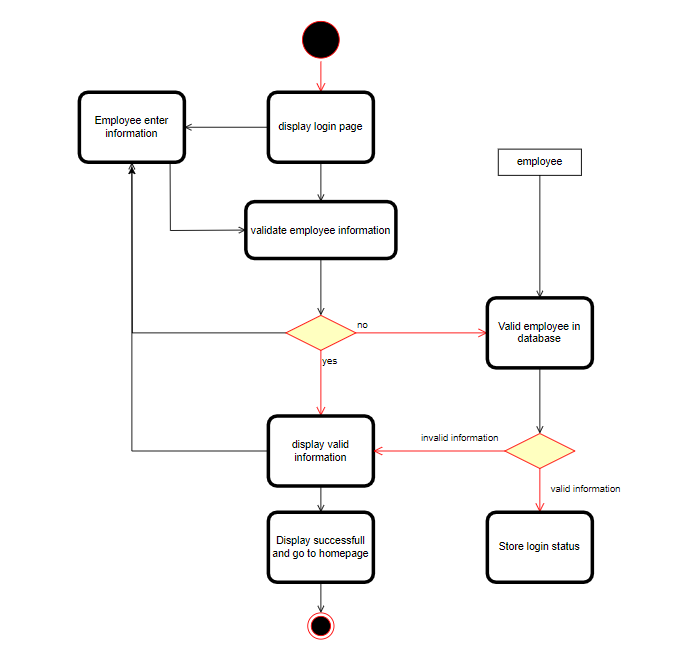 Employee enter
information
display login page
employee
validate employee information
no
Valid employee in
database
yes
display valid
information
invalid information
valid information
Display successfull
and go to homepage
Store login status